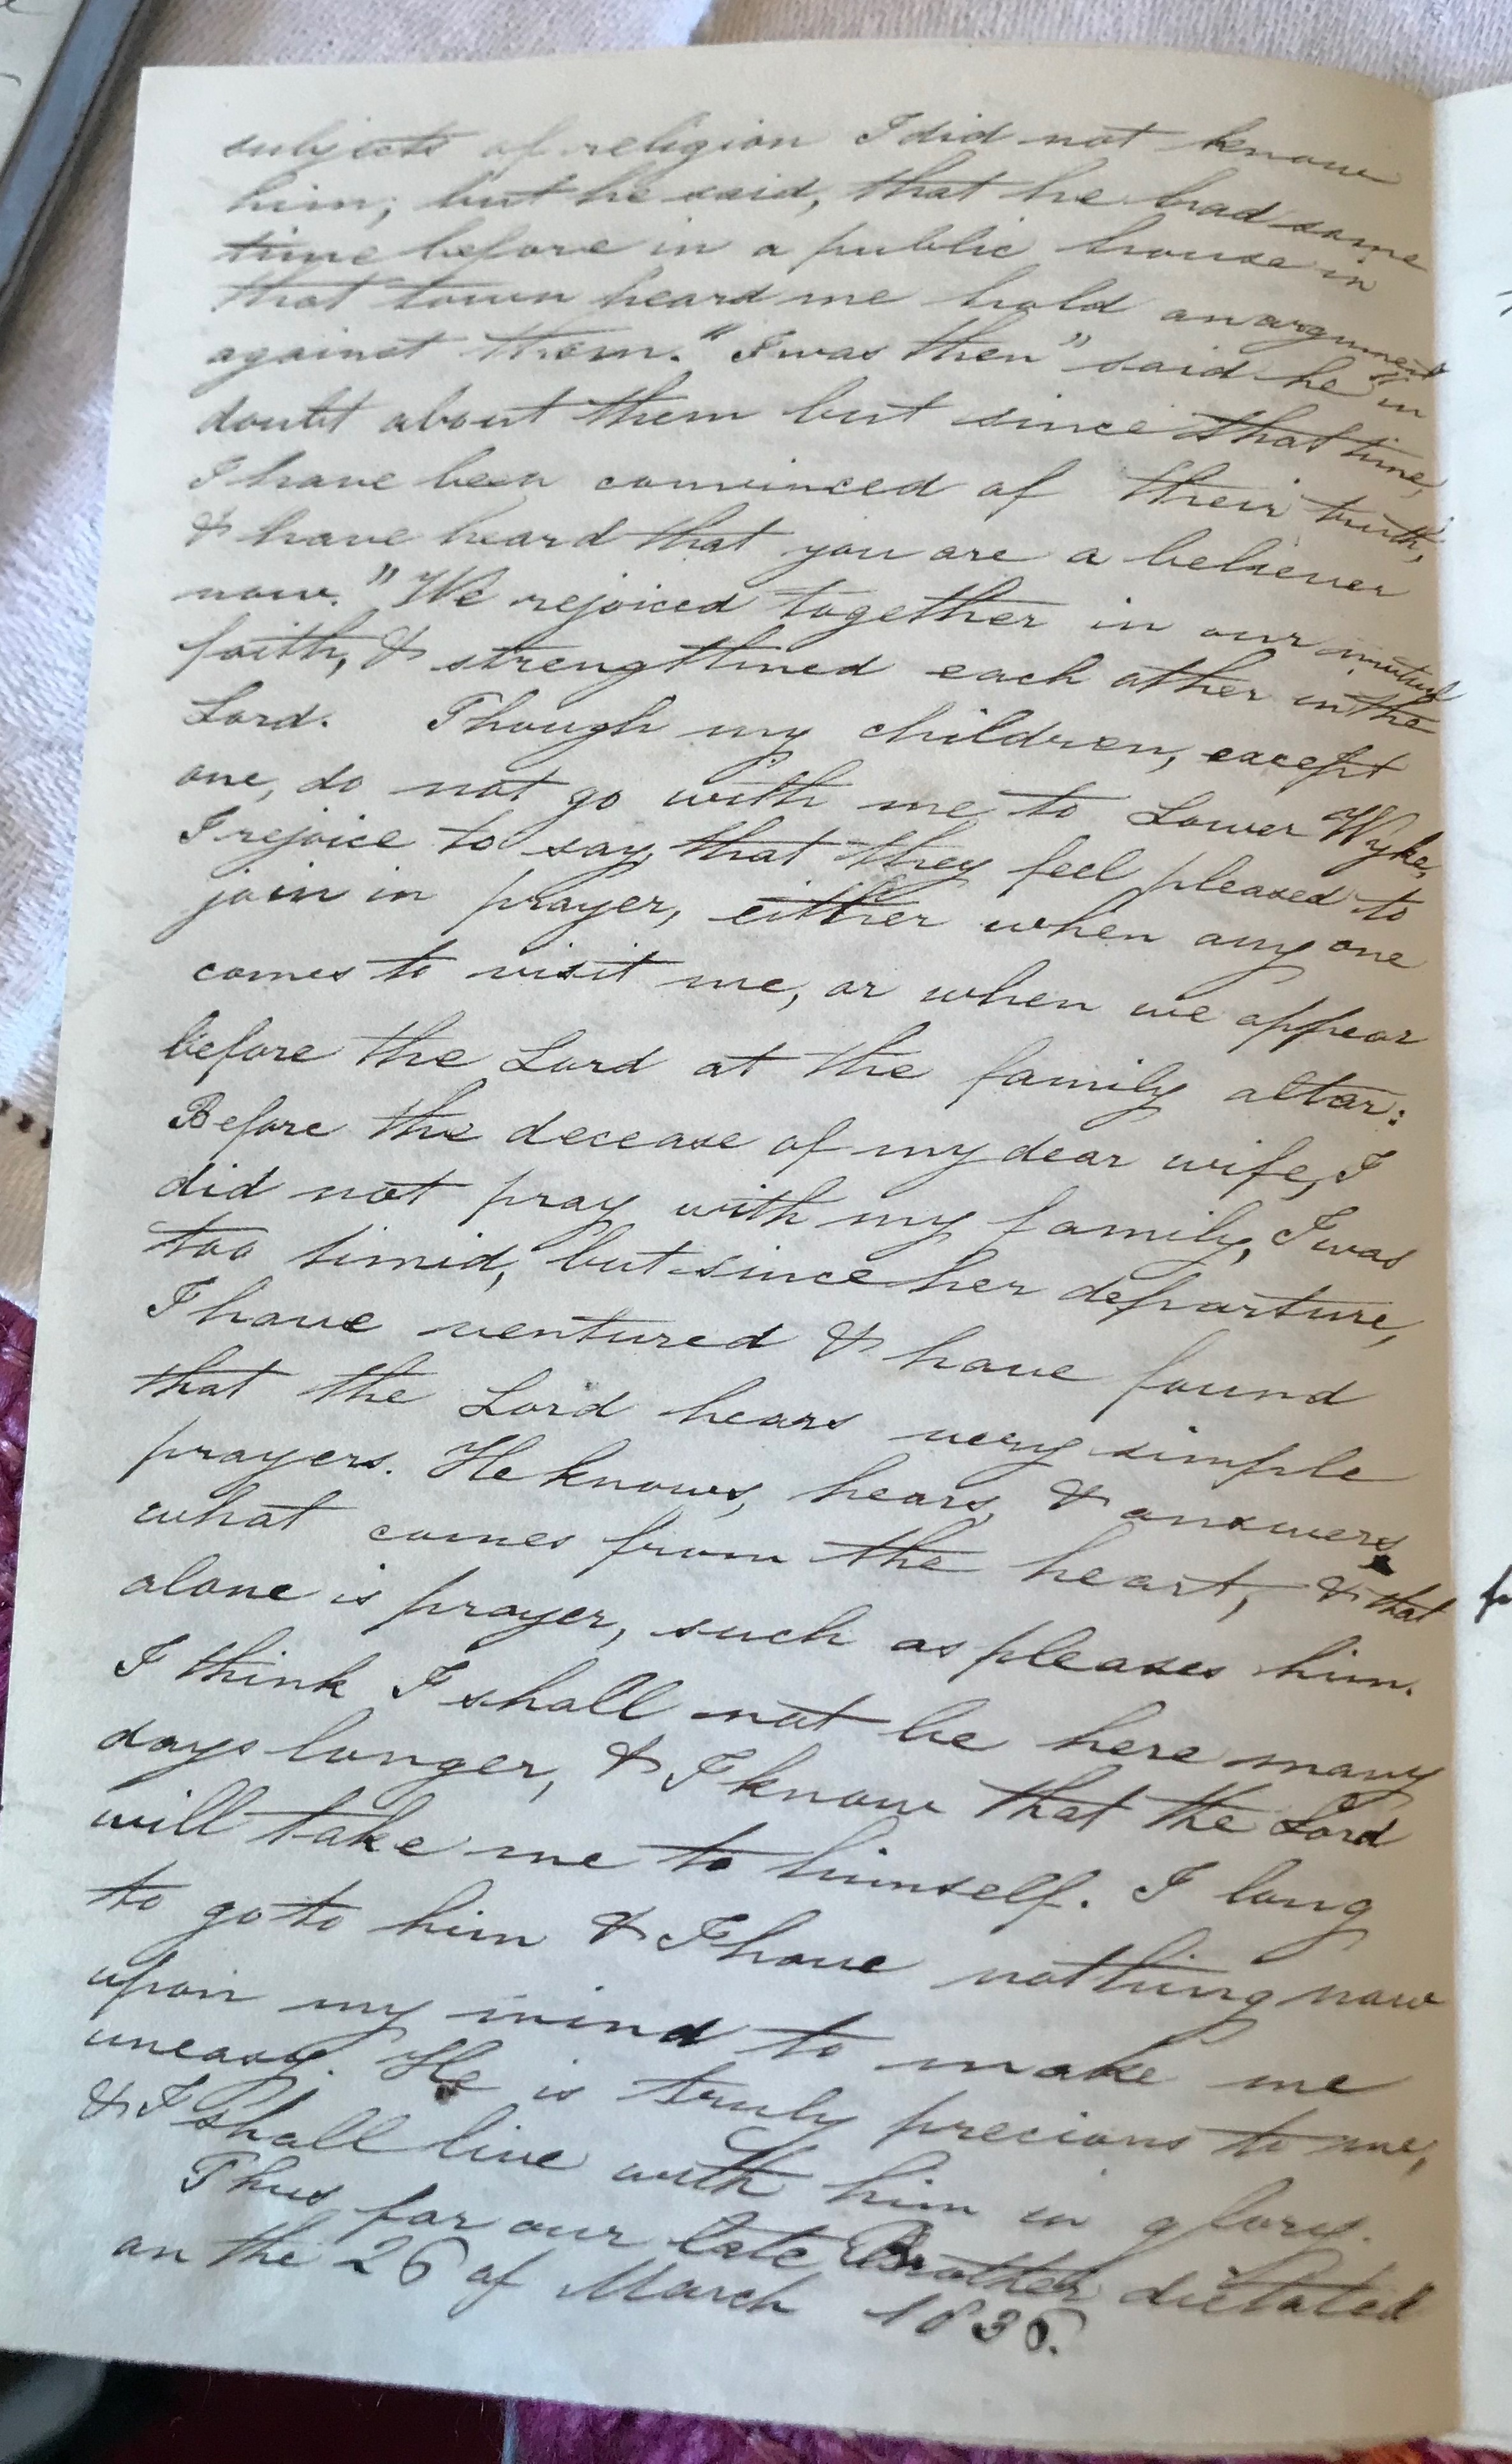 subjects of religion I did not know
him; but he said, that he had some
time before in a public house in
that town heard me hold an argument
against them. "I was then" said he "in
doubt about them but since that time,
I have been convinced of their truth,
& have heard that you are a believer
now." We rejoiced together in our mutual
faith, & strengthined each other in the
Lord. Though my children, except
one, do not go with me to Lower Wyke,
I rejoice to say, that they feel pleased to
join in prayer, either when any one
comes to visit me, or when we appear
before the Lord at the family altar:
Before the decease of my dear wife, I
did not pray with my family, I was
too timid, but since her departure,
I have ventured & have found
that the Lord hears very simple
prayers. He knows, hears, & answers
what comes from the heart, & that
alone is prayer, such as pleases him.
I think I shall not be here many
days longer, & I know that the Lord
will take me to himself. I long
to go to him & I have nothing now
upon my mind to make me
uneasy. He is truly precious to me,
& I shall live with him in glory.
Thus far our late Brother dictated
on the 26 of March 1836.